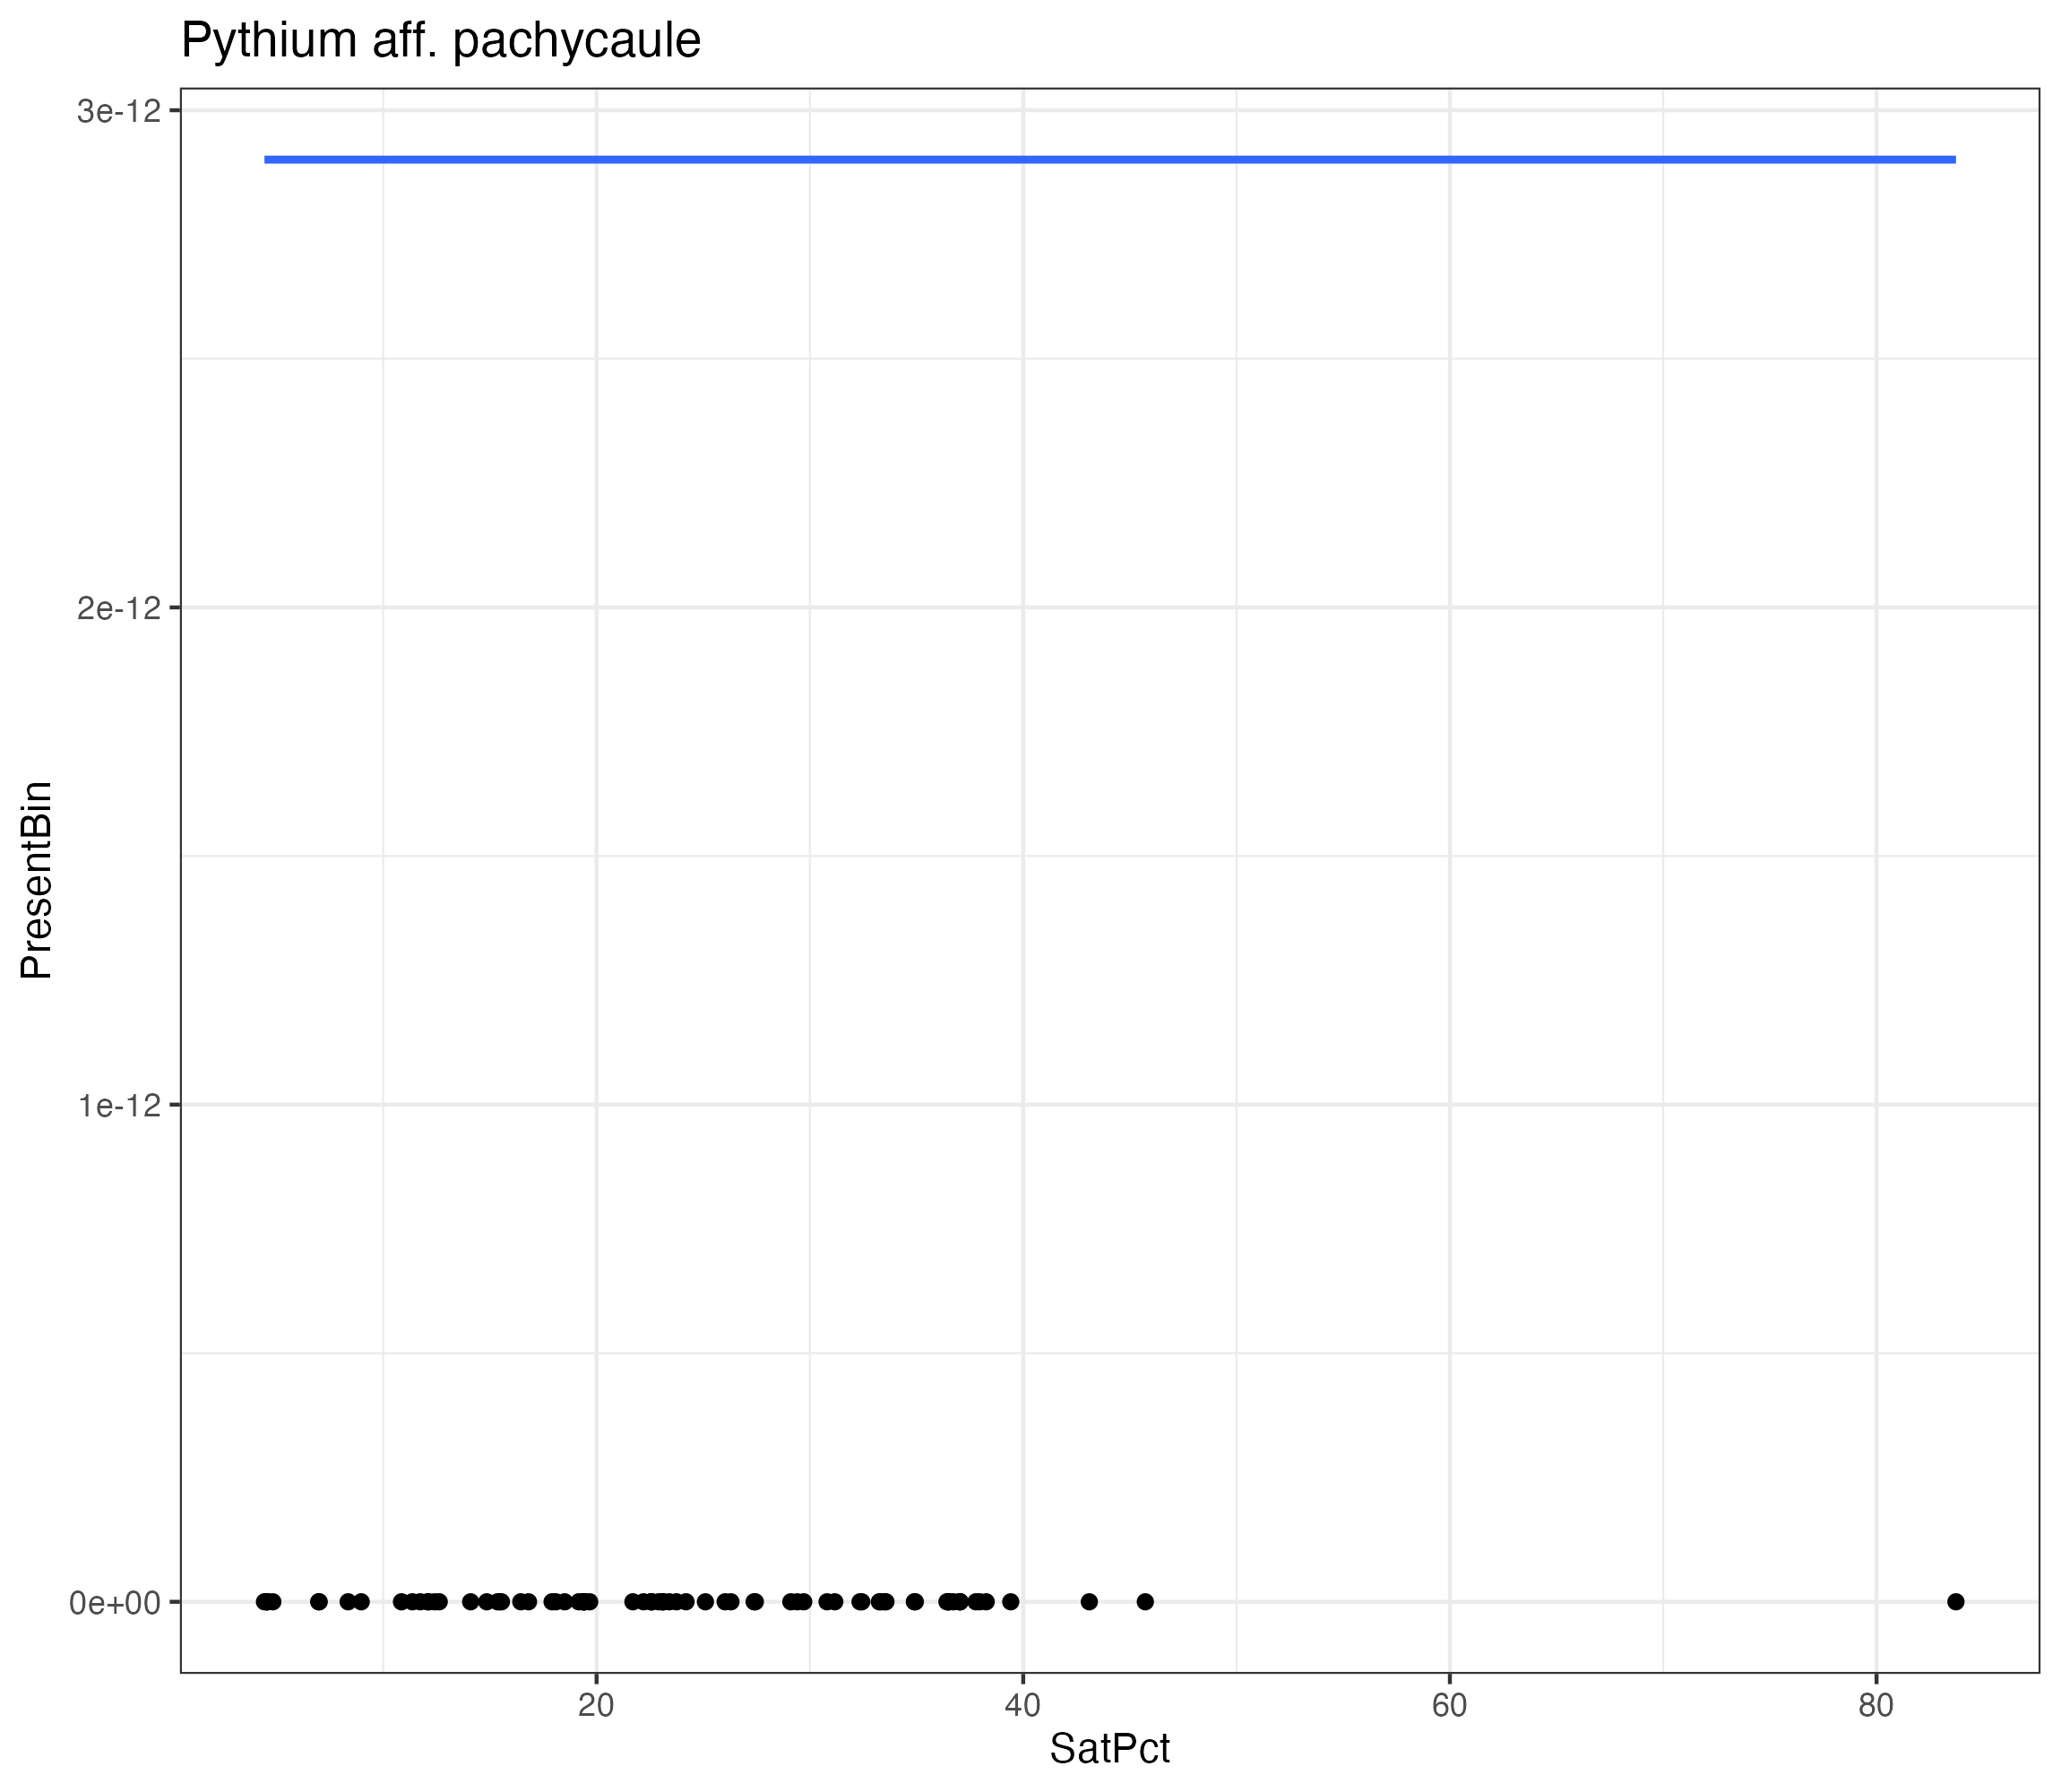 Pythium aff. pachycaule
3e-12
2e-12
1e-12
0e+00
PresentBin
20 40 60 80
SatPct